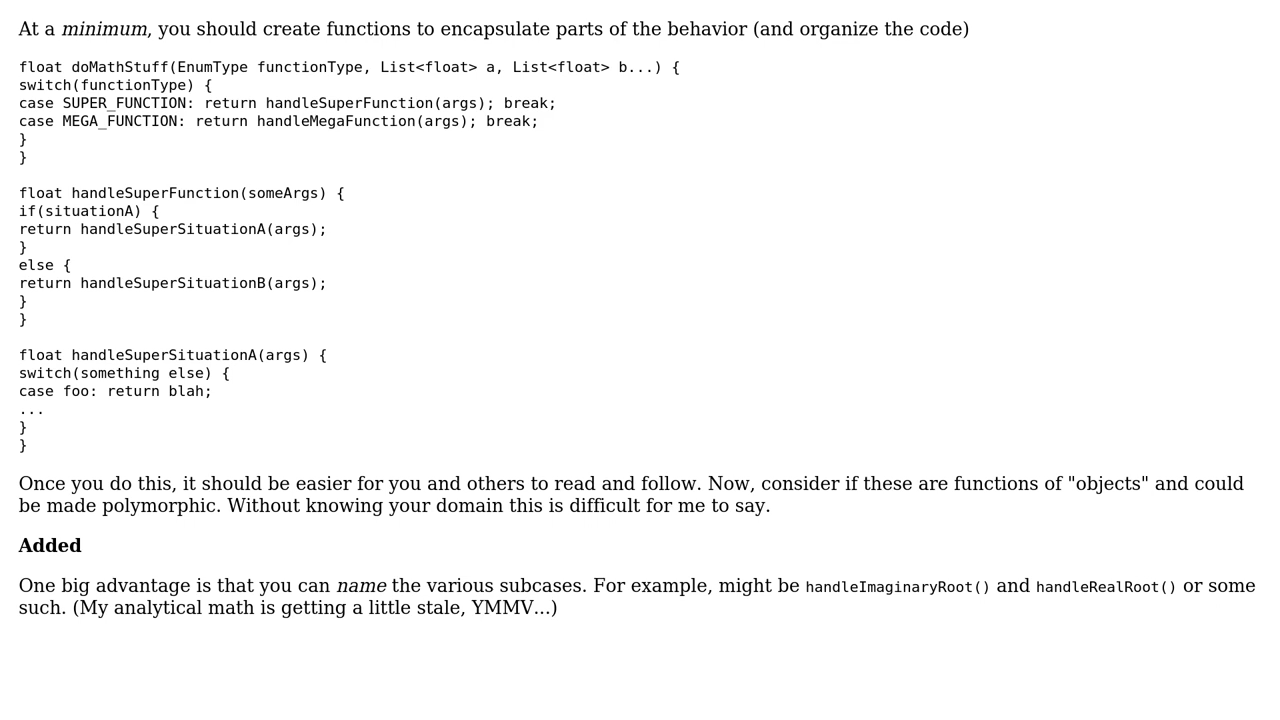 At a minimum, you should create functions to encapsulate parts of the behavior (and organize the code)
float doMathStuff(EnumType functionType, List<float> a, List<float> b...) {
switch(functionType) {
case SUPER_FUNCTION: return handleSuperFunction(args); break;
case MEGA_FUNCTION: return handleMegaFunction(args); break;
}
}
float handleSuperFunction(someArgs) {
if(situationA) {
return handleSuperSituationA(args);
}
else {
return handleSuperSituationB(args);
}
}
float handleSuperSituationA(args) {
switch(something else) {
case foo: return blah;
...
}
}
Once you do this, it should be easier for you and others to read and follow. Now, consider if these are functions of "objects" and could
be made polymorphic. Without knowing your domain this is difficult for me to say.
Added
One big advantage is that you can name the various subcases. For example, might be handleImaginaryRoot() and handleRealRoot() or some
such. (My analytical math is getting a little stale, YMMV...)